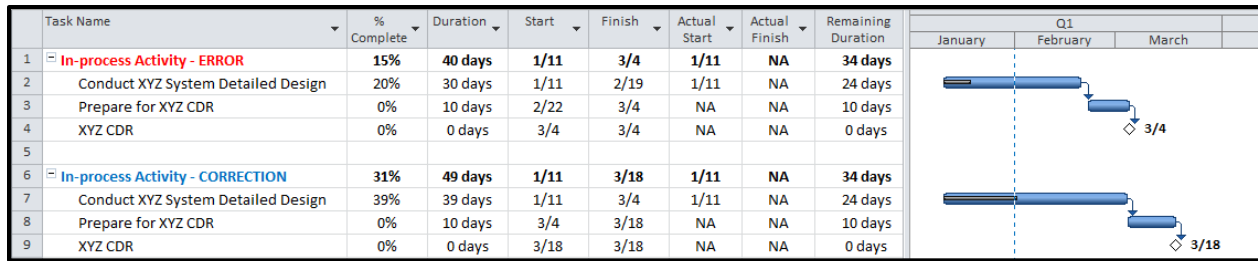 Task Name % Complete Duration Start Finish Actual Start Actual Finish Remaining Duration Q1
January February March
1 In-process Activity - ERROR 15% 40 days 1/11 3/4 1/11 NA 34 days
2 Conduct XYZ System Detailed Design 20% 30 days 1/11 2/19 1/11 NA 24 days
3 Prepare for XYZ CDR 0% 10 days 2/22 3/4 NA NA 10 days
4 XYZ CDR 0% 0 days 3/4 3/4 NA NA 0 days 3/4
5
6 In-process Activity - CORRECTION 31% 49 days 1/11 3/18 1/11 NA 34 days
7 Conduct XYZ System Detailed Design 39% 39 days 1/11 3/4 1/11 NA 24 days
8 Prepare for XYZ CDR 0% 10 days 3/4 3/18 NA NA 10 days
9 XYZ CDR 0% 0 days 3/18 3/18 NA NA 0 days 3/18